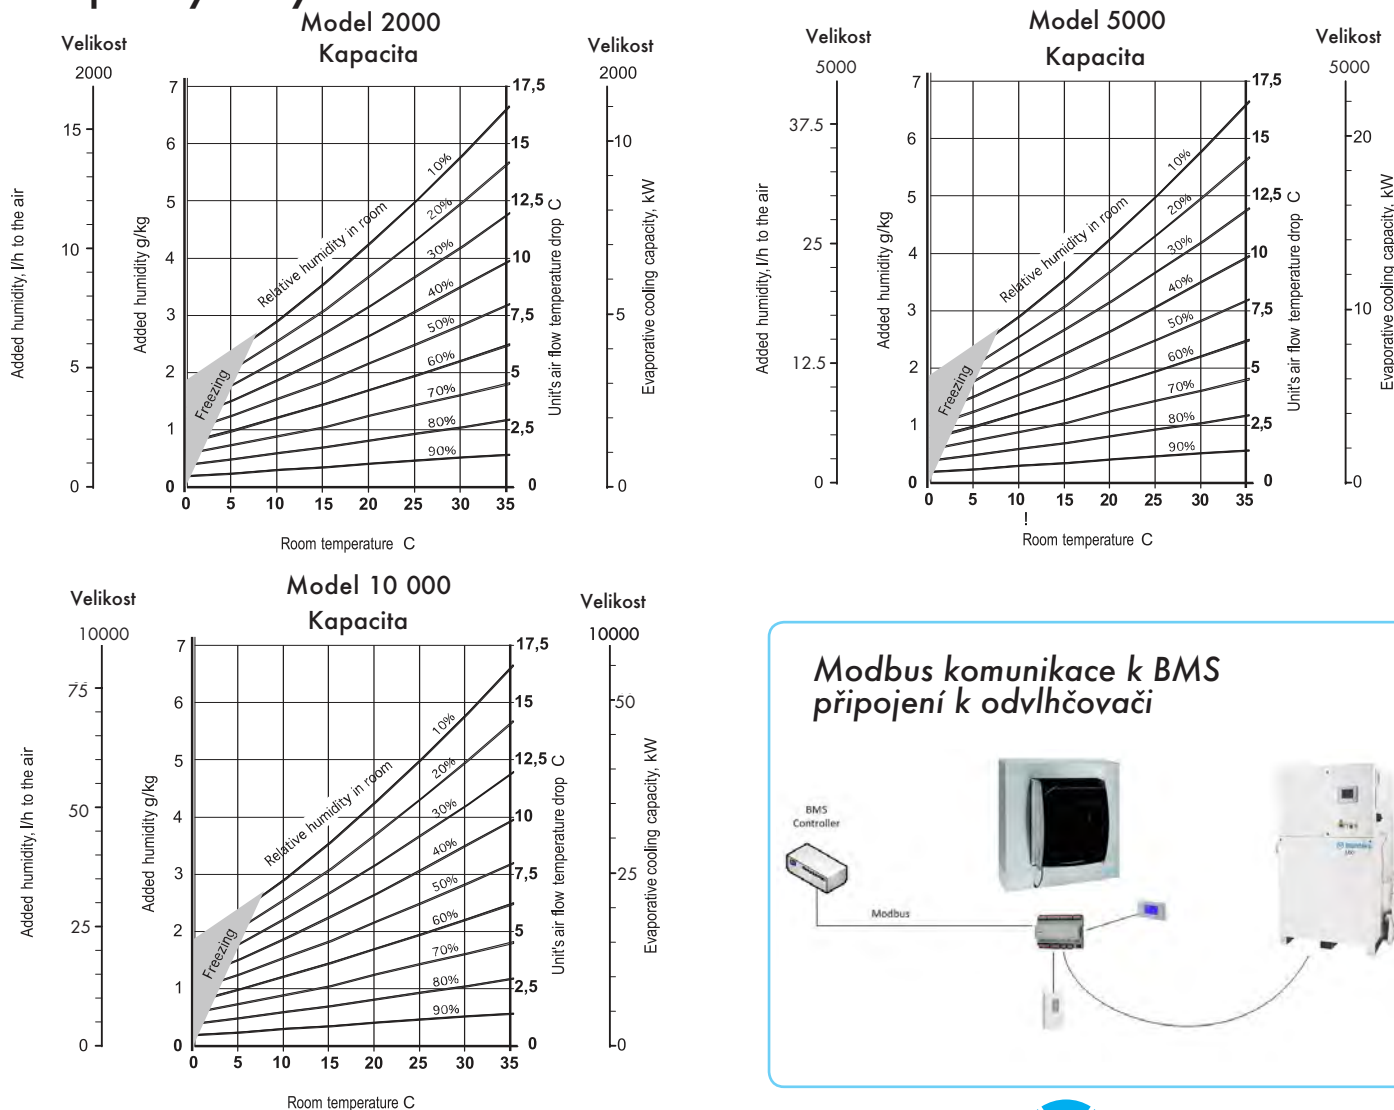 Model 2000
Kapacita
Velikost
2000
15
10
5
0
Added humidity, l/h to the air
Added humidity g/kg
7
6
5
4
3
2
1
0
Relative humidity in room
Freezing
10%
20%
30%
40%
50%
60%
70%
80%
90%
17,5
15
12,5
10
7,5
5
2,5
0
Unit's air flow temperature drop C
0 5 10 15 20 25 30 35
Room temperature C
Velikost
2000
10
5
0
Evaporative cooling capacity, kW
Model 5000
Kapacita
Velikost
5000
37.5
25
12.5
0
Added humidity, l/h to the air
Added humidity g/kg
7
6
5
4
3
2
1
0
Relative humidity in room
Freezing
10%
20%
30%
40%
50%
60%
70%
80%
90%
17,5
15
12,5
10
7,5
5
2,5
0
Unit's air flow temperature drop C
0 5 10 15 20 25 30 35
!
Room temperature C
Velikost
5000
20
10
0
Evaporative cooling capacity, kW
Model 10 000
Kapacita
Velikost
10000
75
50
25
0
Added humidity, l/h to the air
Added humidity g/kg
7
6
5
4
3
2
1
0
Relative humidity in room
Freezing
10%
20%
30%
40%
50%
60%
70%
80%
90%
17,5
15
12,5
10
7,5
5
2,5
0
Unit's air flow temperature drop C
0 5 10 15 20 25 30 35
Room temperature C
Velikost
10000
50
25
0
Evaporative cooling capacity, kW
Modbus komunikace k BMS
připojení k odvlhčovači
BMS
Controller
Modbus